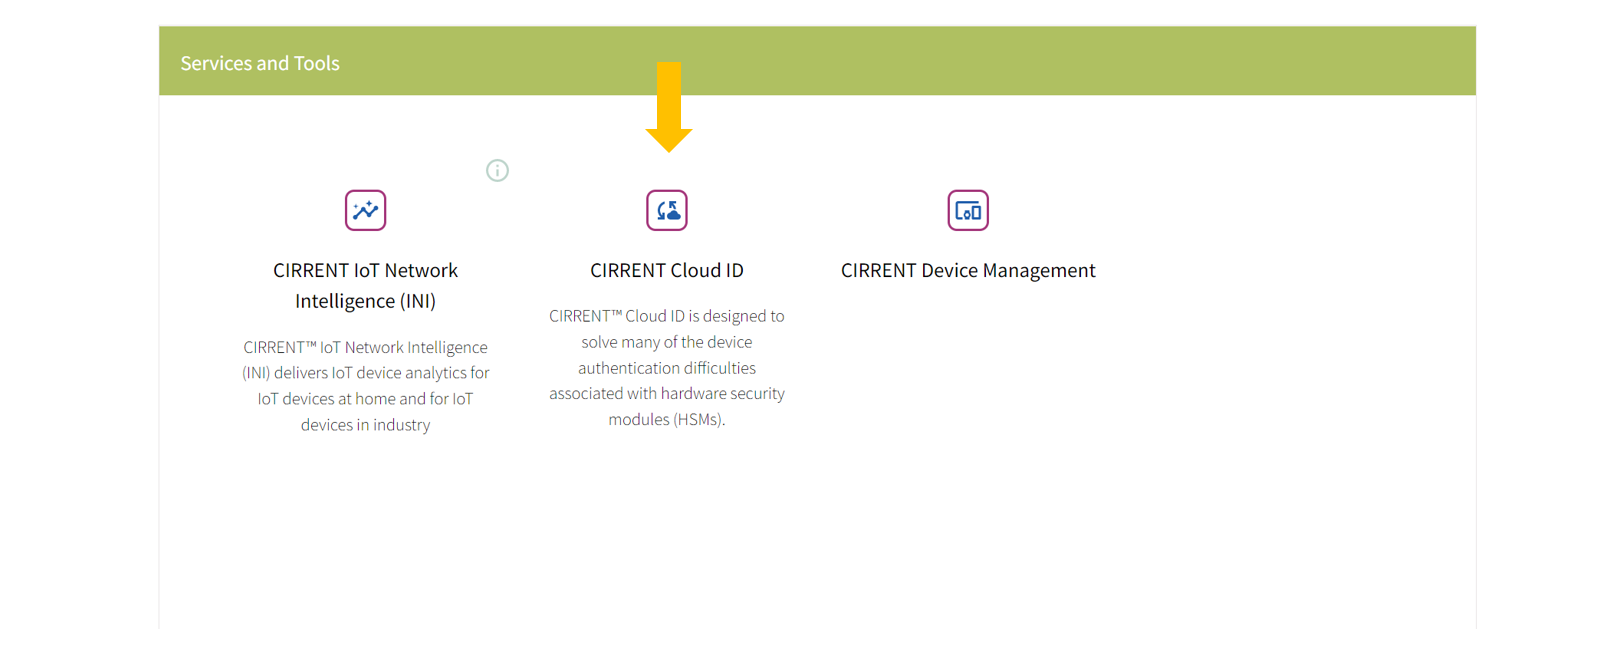 Services and Tools
CIRRENT IoT Network
Intelligence (INI)
CIRRENT™ IoT Network Intelligence
(INI) delivers IoT device analytics for
IoT devices at home and for IoT
devices in industry
CIRRENT Cloud ID
CIRRENT™ Cloud ID is designed to
solve many of the device
authentication difficulties
associated with hardware security
modules (HSMs).
CIRRENT Device Management